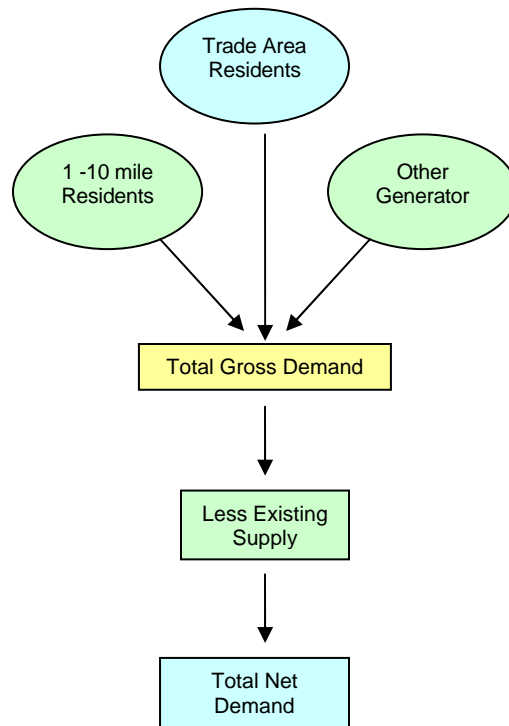 Trade Area
Residents
1 -10 mile
Residents
Other
Generator
Total Gross Demand
Less Existing
Supply
Total Net
Demand